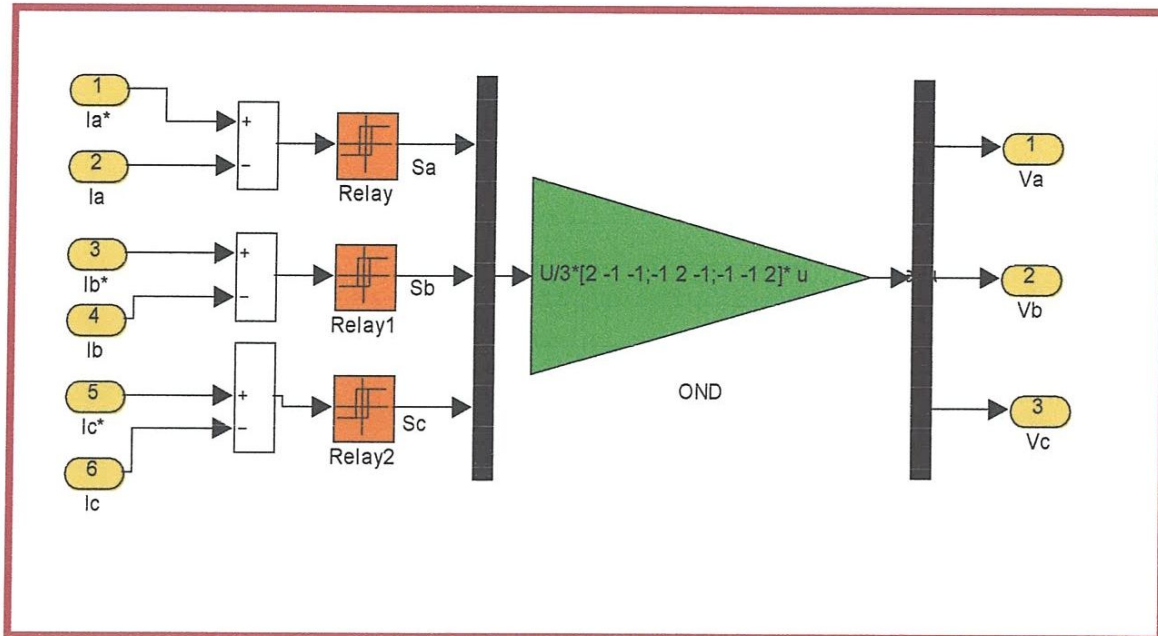 1
Ia*
2
Ia
3
Ib*
4
Ib
5
Ic*
6
Ic
+
−
+
−
+
−
Relay
Sa
Relay1
Sb
Relay2
Sc
U/3*[2 -1 -1;-1 2 -1;-1 -1 2]* u
OND
1
Va
2
Vb
3
Vc